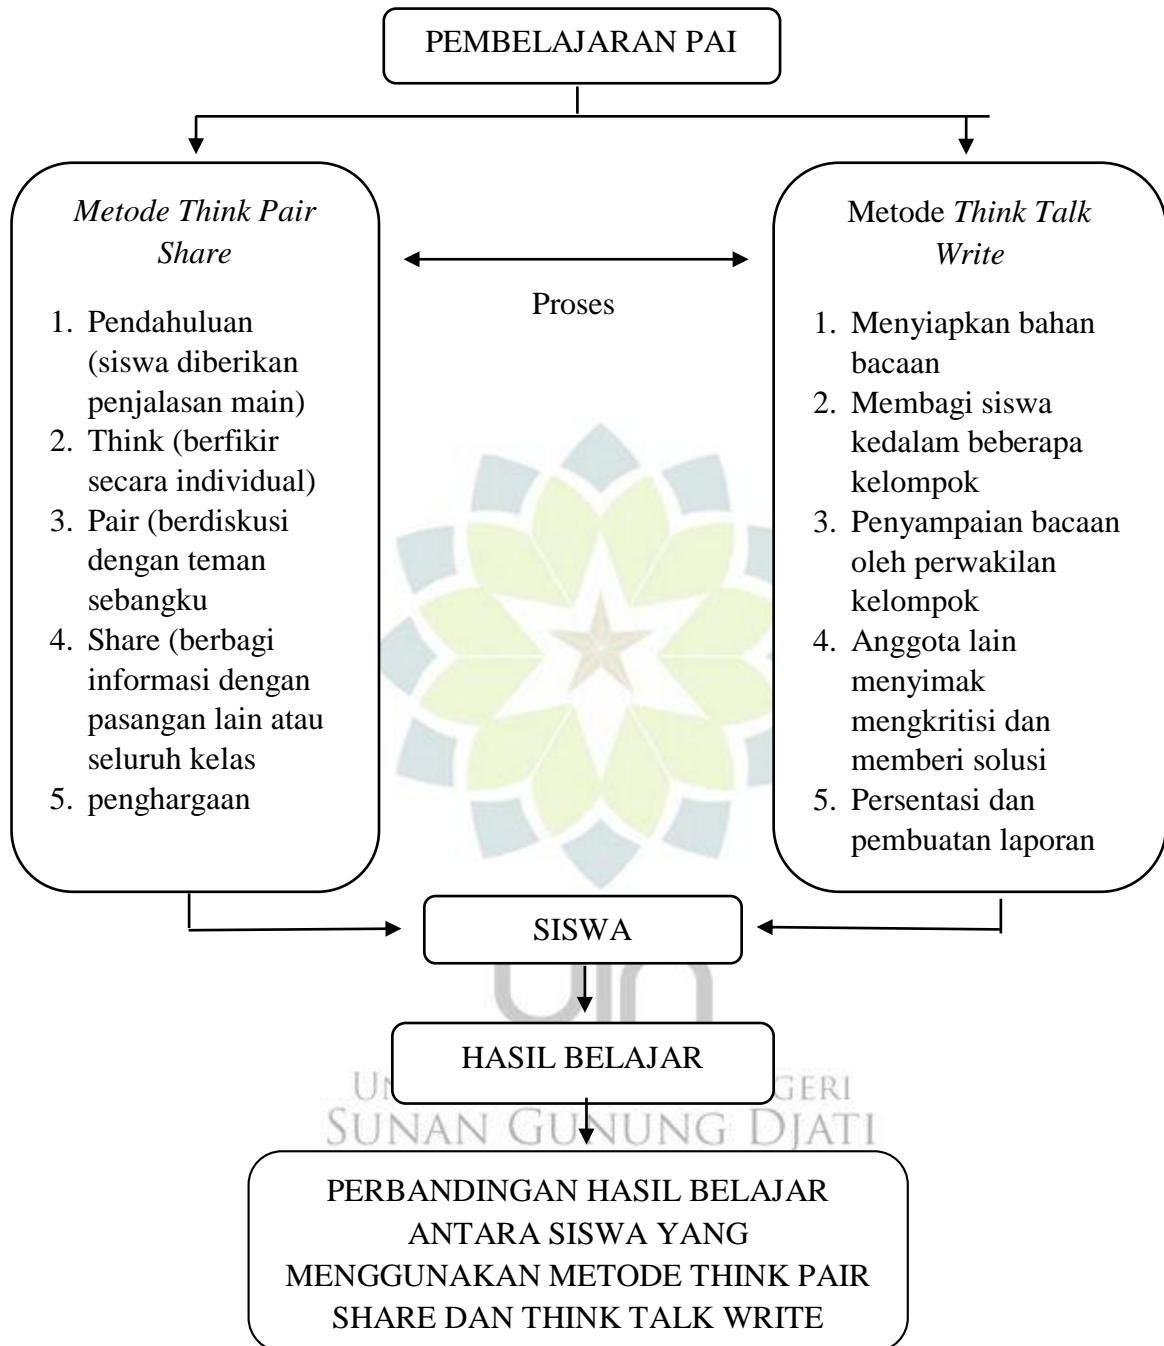 PEMBELAJARAN PAI
Metode Think Pair
Share
1. Pendahuluan
(siswa diberikan
penjalasan main)
2. Think (berfikir
secara individual)
3. Pair (berdiskusi
dengan teman
sebangku
4. Share (berbagi
informasi dengan
pasangan lain atau
seluruh kelas
5. penghargaan
Proses
Metode Think Talk
Write
1. Menyiapkan bahan
bacaan
2. Membagi siswa
kedalam beberapa
kelompok
3. Penyampaian bacaan
oleh perwakilan
kelompok
4. Anggota lain
menyimak
mengkritisi dan
memberi solusi
5. Persentasi dan
pembuatan laporan
SISWA
uin
HASIL BELAJAR
SUNAN GUNUNG DJATI
PERBANDINGAN HASIL BELAJAR
ANTARA SISWA YANG
MENGGUNAKAN METODE THINK PAIR
SHARE DAN THINK TALK WRITE